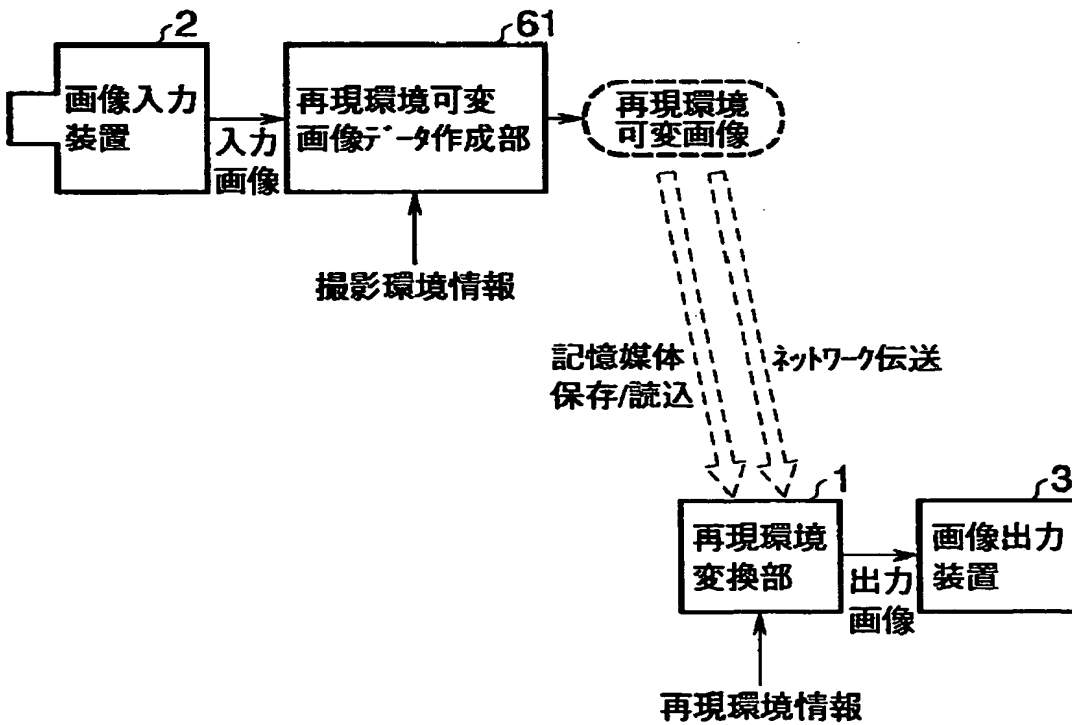 2
画像入力
装置
入力
画像
61
再現環境可変
画像データ作成部
再現環境
可変画像
撮影環境情報
記憶媒体
保存/読込
ネットワーク伝送
1
再現環境
変換部
出力
画像
3
画像出力
装置
再現環境情報